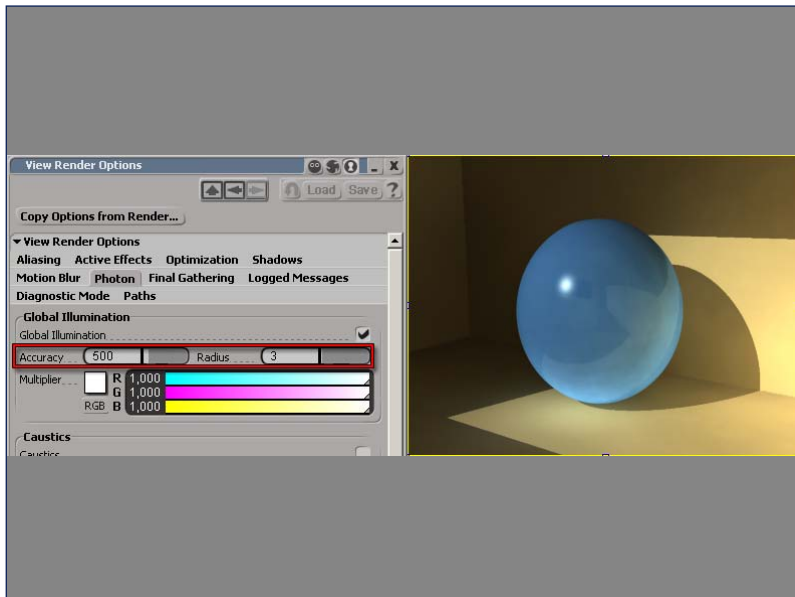 View Render Options
Load Save ?
Copy Options from Render...
View Render Options
Aliasing Active Effects Optimization Shadows
Motion Blur Photon Final Gathering Logged Messages
Diagnostic Mode Paths
Global Illumination
Global Illumination
Accuracy 500 Radius 3
Multiplier R 1,000
G 1,000
RGB B 1,000
Caustics
Caustics